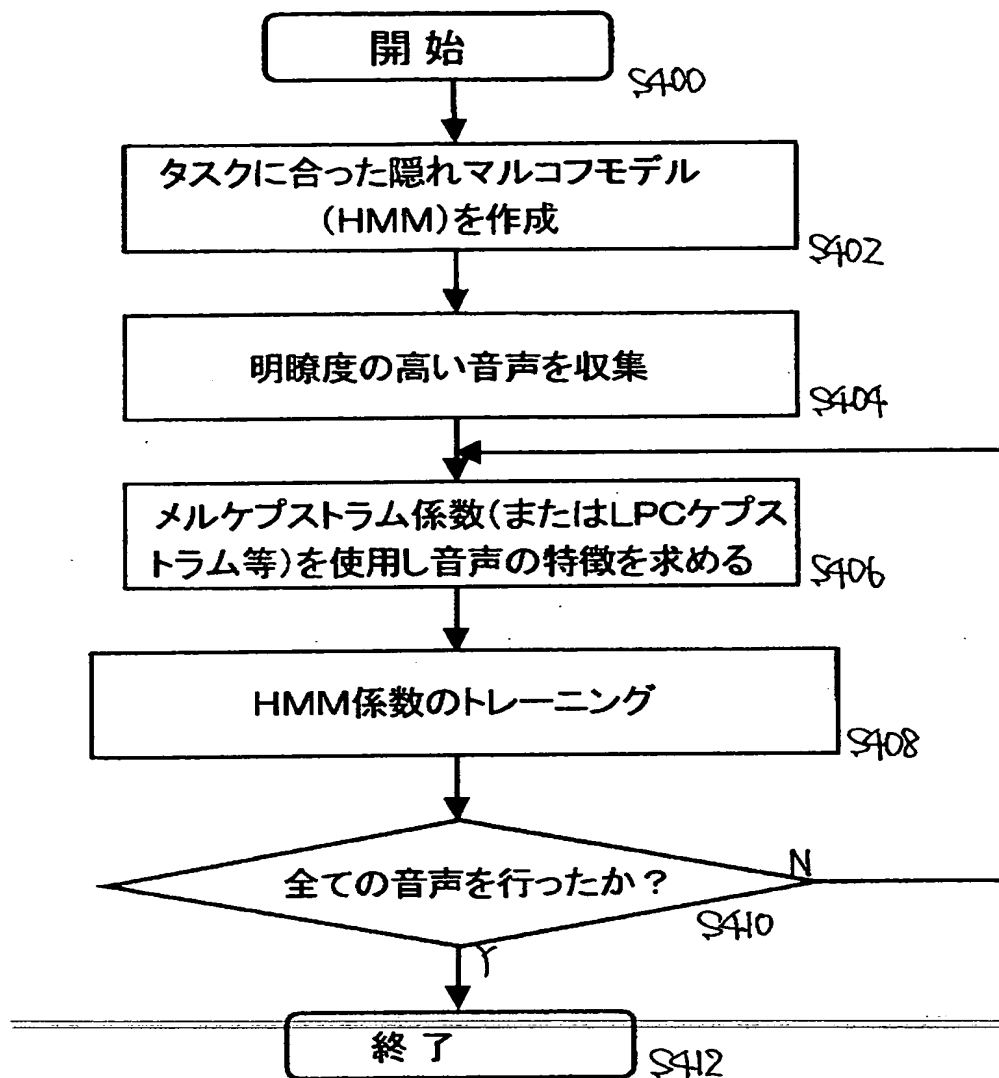 開始
S400
タスクに合った隠れマルコフモデル
(HMM)を作成
S402
明瞭度の高い音声を収集
S404
メルケプストラム係数(またはLPCケプス
トラム等)を使用し音声の特徴を求める
S406
HMM係数のトレーニング
S408
全ての音声を行ったか?
N
S410
Y
終了
S412